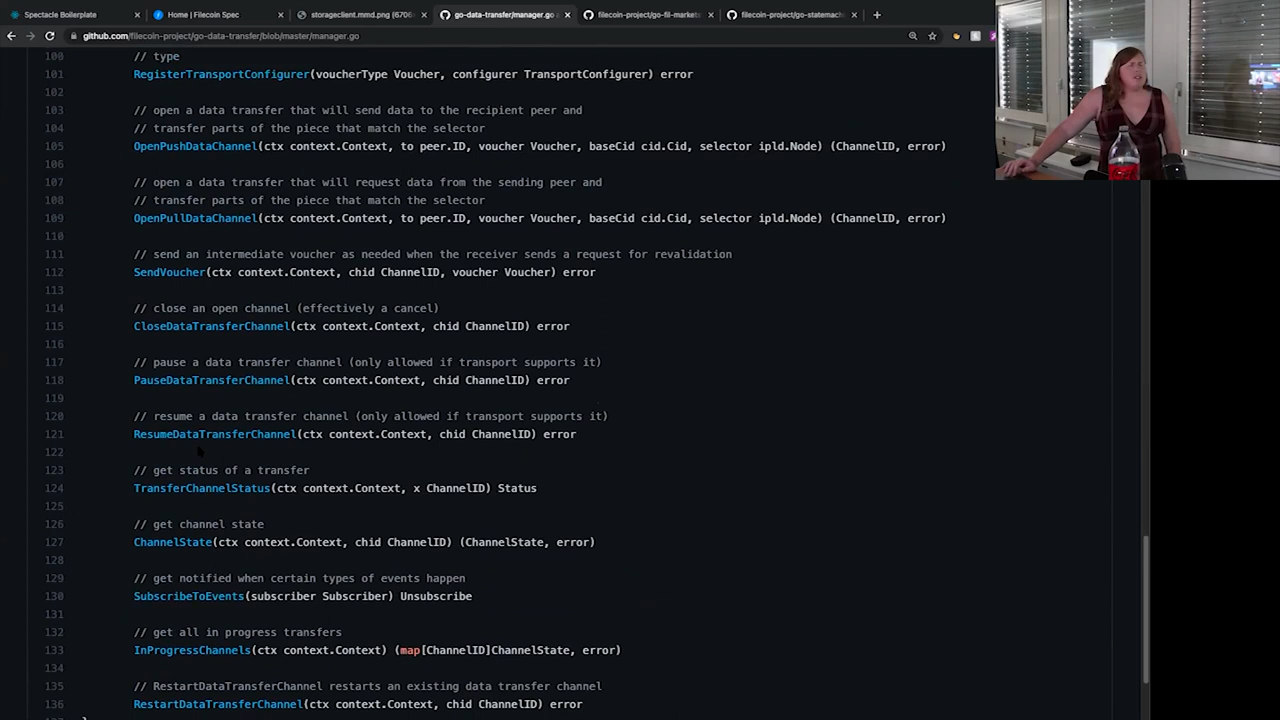 Spectacle Boilerplate
Home | Filecoin Spec
storageclient.mmd.png (6706
go-data-transfer/manager.go a
filecoin-project/go-fil-markets
filecoin-project/go-statemachi
github.com/filecoin-project/go-data-transfer/blob/master/manager.go
100 // type
101 RegisterTransportConfigurer(voucherType Voucher, configurer TransportConfigurer) error
102
103 // open a data transfer that will send data to the recipient peer and
104 // transfer parts of the piece that match the selector
105 OpenPushDataChannel(ctx context.Context, to peer.ID, voucher Voucher, baseCid cid.Cid, selector ipld.Node) (ChannelID, error)
106
107 // open a data transfer that will request data from the sending peer and
108 // transfer parts of the piece that match the selector
109 OpenPullDataChannel(ctx context.Context, to peer.ID, voucher Voucher, baseCid cid.Cid, selector ipld.Node) (ChannelID, error)
110
111 // send an intermediate voucher as needed when the receiver sends a request for revalidation
112 SendVoucher(ctx context.Context, chid ChannelID, voucher Voucher) error
113
114 // close an open channel (effectively a cancel)
115 CloseDataTransferChannel(ctx context.Context, chid ChannelID) error
116
117 // pause a data transfer channel (only allowed if transport supports it)
118 PauseDataTransferChannel(ctx context.Context, chid ChannelID) error
119
120 // resume a data transfer channel (only allowed if transport supports it)
121 ResumeDataTransferChannel(ctx context.Context, chid ChannelID) error
122
123 // get status of a transfer
124 TransferChannelStatus(ctx context.Context, x ChannelID) Status
125
126 // get channel state
127 ChannelState(ctx context.Context, chid ChannelID) (ChannelState, error)
128
129 // get notified when certain types of events happen
130 SubscribeToEvents(subscriber Subscriber) Unsubscribe
131
132 // get all in progress transfers
133 InProgressChannels(ctx context.Context) (map[ChannelID]ChannelState, error)
134
135 // RestartDataTransferChannel restarts an existing data transfer channel
136 RestartDataTransferChannel(ctx context.Context, chid ChannelID) error